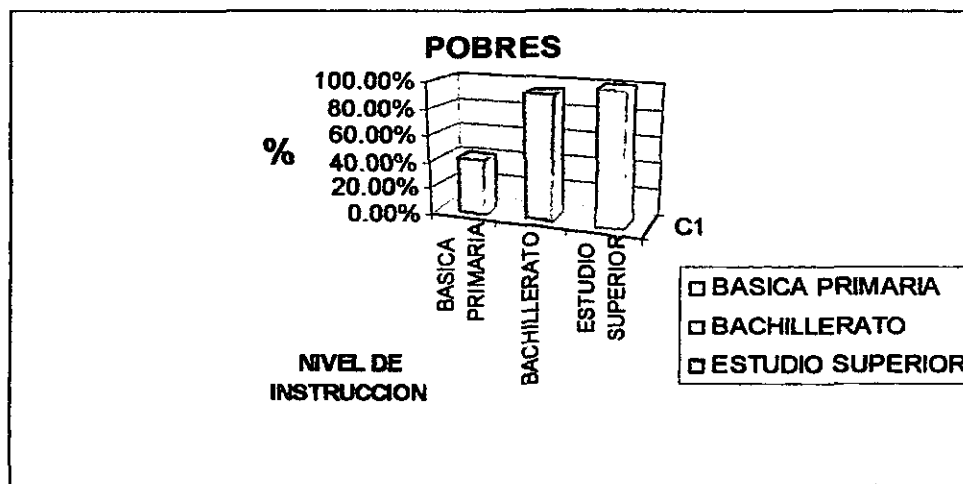 POBRES
%
100.00%
80.00%
60.00%
40.00%
20.00%
0.00%
BASICA
PRIMARIA
BACHILLERATO
ESTUDIO
SUPERIOR
C1
NIVEL DE
INSTRUCCION
BASICA PRIMARIA
BACHILLERATO
ESTUDIO SUPERIOR